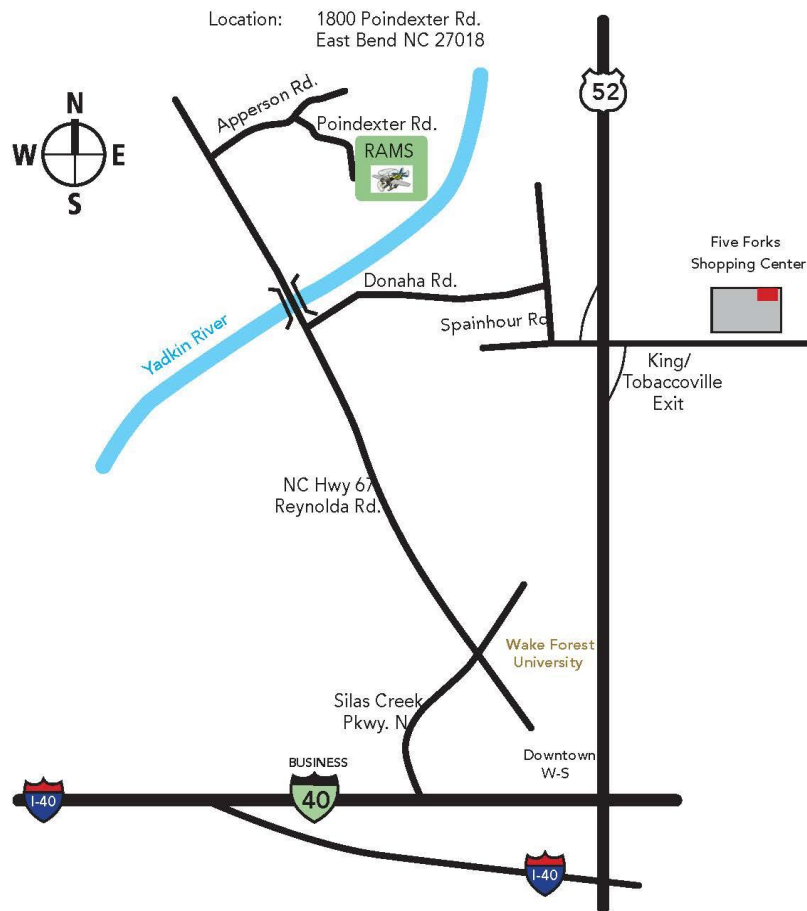 Location: 1800 Poindexter Rd.
East Bend NC 27018
52
Apperson Rd.
Poindexter Rd.
RAMS
N
W E
S
Five Forks
Shopping Center
Donaha Rd.
Spainhour Rd
Yadkin River
King/
Tobaccoville
Exit
NC Hwy 67
Reynolda Rd.
Wake Forest
University
Silas Creek
Pkwy. N
Downtown
W-S
BUSINESS
40
I-40
I-40